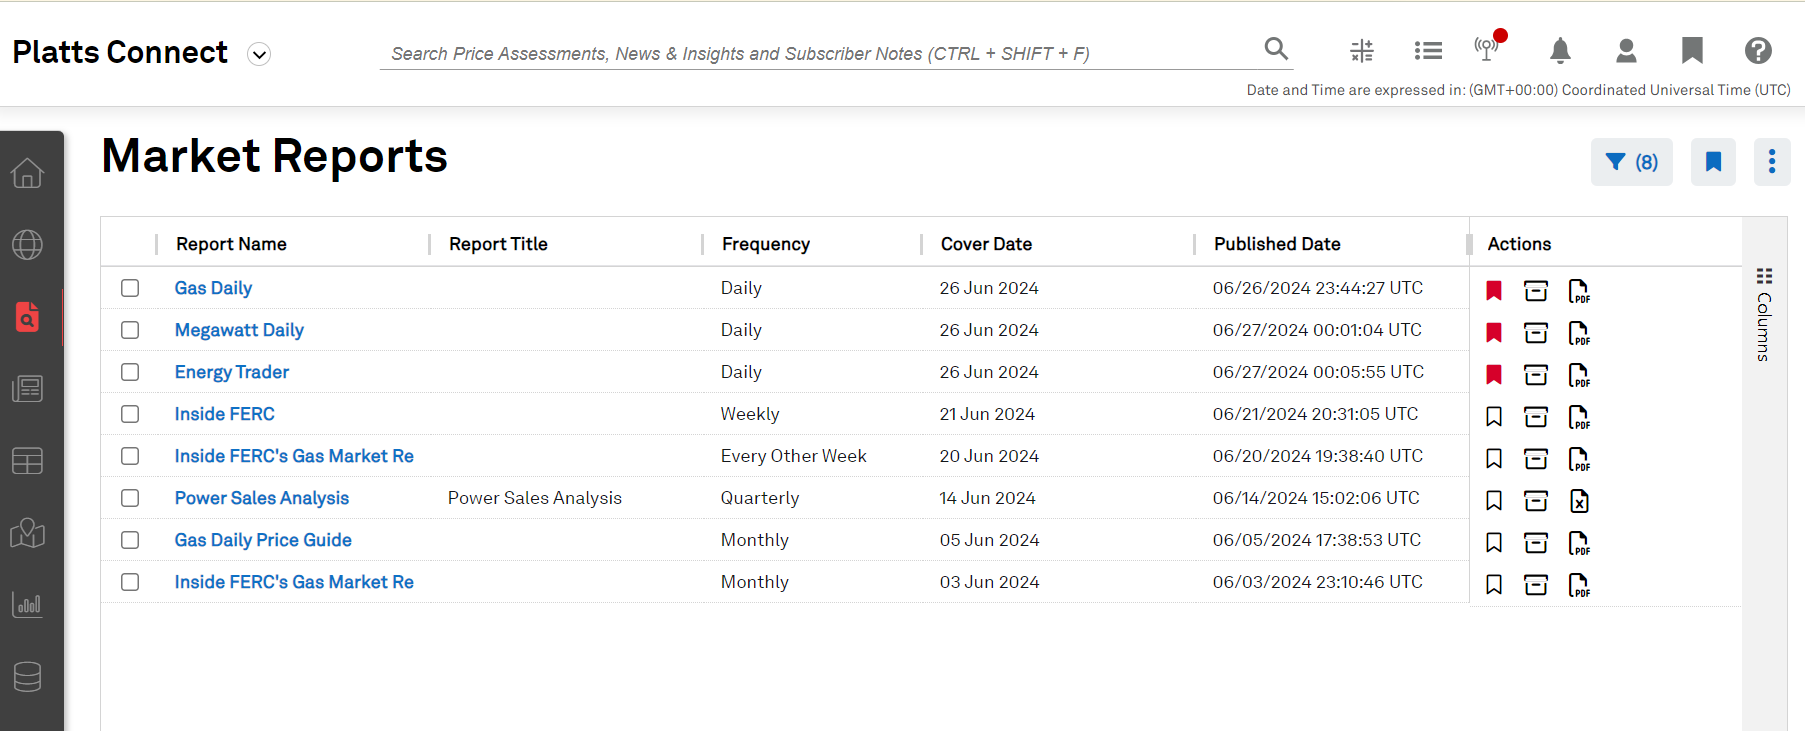 Platts Connect
Search Price Assessments, News & Insights and Subscriber Notes (CTRL + SHIFT + F)
Date and Time are expressed in: (GMT+00:00) Coordinated Universal Time (UTC)
Market Reports
(8)
Report Name Report Title Frequency Cover Date Published Date Actions
Gas Daily Daily 26 Jun 2024 06/26/2024 23:44:27 UTC PDF
Megawatt Daily Daily 26 Jun 2024 06/27/2024 00:01:04 UTC PDF
Energy Trader Daily 26 Jun 2024 06/27/2024 00:05:55 UTC PDF
Inside FERC Weekly 21 Jun 2024 06/21/2024 20:31:05 UTC PDF
Inside FERC's Gas Market Re Every Other Week 20 Jun 2024 06/20/2024 19:38:40 UTC PDF
Power Sales Analysis Power Sales Analysis Quarterly 14 Jun 2024 06/14/2024 15:02:06 UTC X
Gas Daily Price Guide Monthly 05 Jun 2024 06/05/2024 17:38:53 UTC PDF
Inside FERC's Gas Market Re Monthly 03 Jun 2024 06/03/2024 23:10:46 UTC PDF
Columns